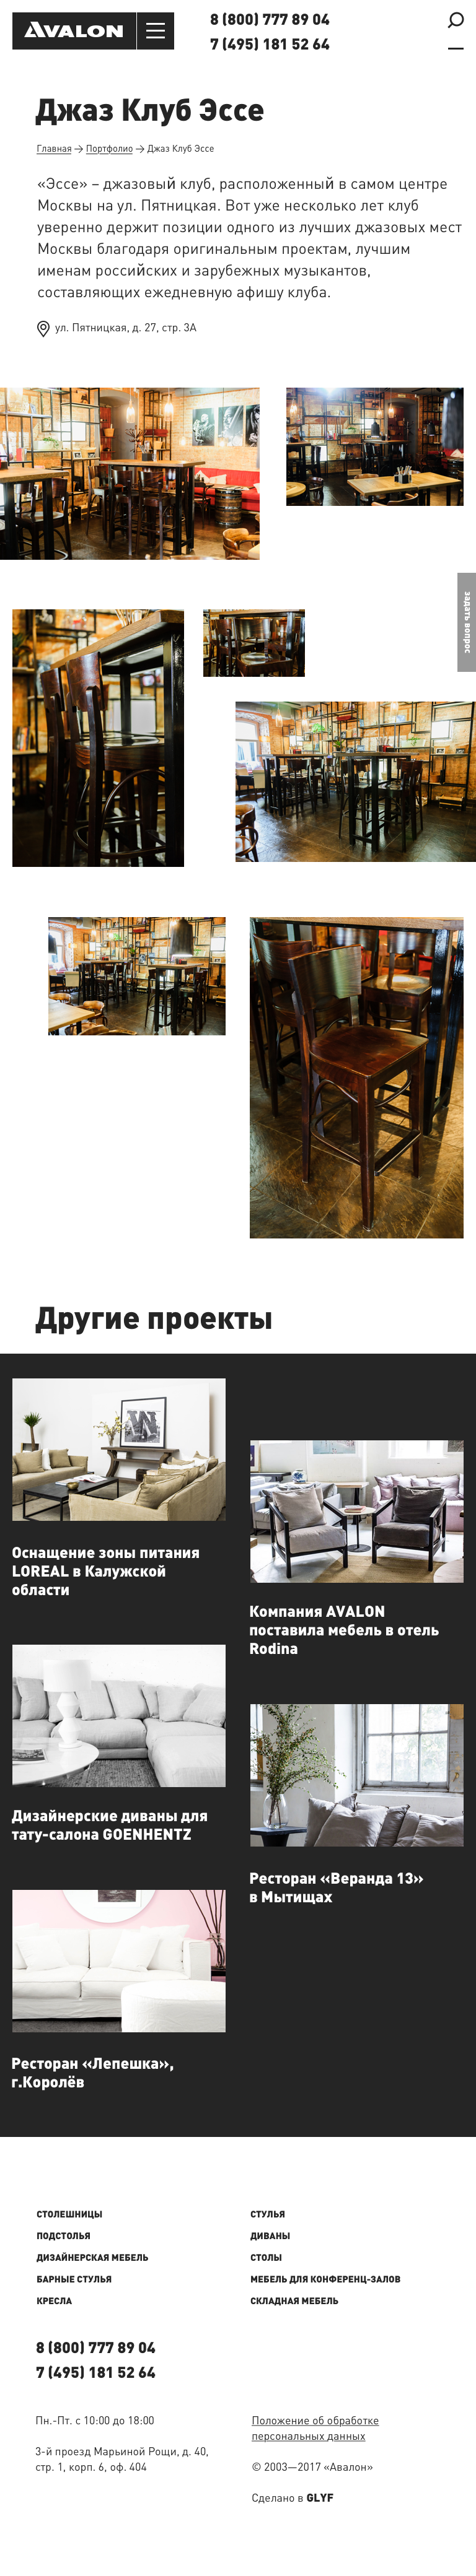 AVALON
8 (800) 777 89 04
7 (495) 181 52 64
Джаз Клуб Эссе
Главная → Портфолио → Джаз Клуб Эссе
«Эссе» – джазовый клуб, расположенный в самом центре
Москвы на ул. Пятницкая. Вот уже несколько лет клуб
уверенно держит позиции одного из лучших джазовых мест
Москвы благодаря оригинальным проектам, лучшим
именам российских и зарубежных музыкантов,
составляющих ежедневную афишу клуба.
ул. Пятницкая, д. 27, стр. 3А
задать вопрос
Другие проекты
Оснащение зоны питания
LOREAL в Калужской
области
Компания AVALON
поставила мебель в отель
Rodina
Дизайнерские диваны для
тату-салона GOENHENTZ
Ресторан «Веранда 13»
в Мытищах
Ресторан «Лепешка»,
г.Королёв
СТОЛЕШНИЦЫ
ПОДСТОЛЬЯ
ДИЗАЙНЕРСКАЯ МЕБЕЛЬ
БАРНЫЕ СТУЛЬЯ
КРЕСЛА
СТУЛЬЯ
ДИВАНЫ
СТОЛЫ
МЕБЕЛЬ ДЛЯ КОНФЕРЕНЦ-ЗАЛОВ
СКЛАДНАЯ МЕБЕЛЬ
8 (800) 777 89 04
7 (495) 181 52 64
Пн.-Пт. с 10:00 до 18:00
3-й проезд Марьиной Рощи, д. 40,
стр. 1, корп. 6, оф. 404
Положение об обработке
персональных данных
© 2003—2017 «Авалон»
Сделано в GLYF